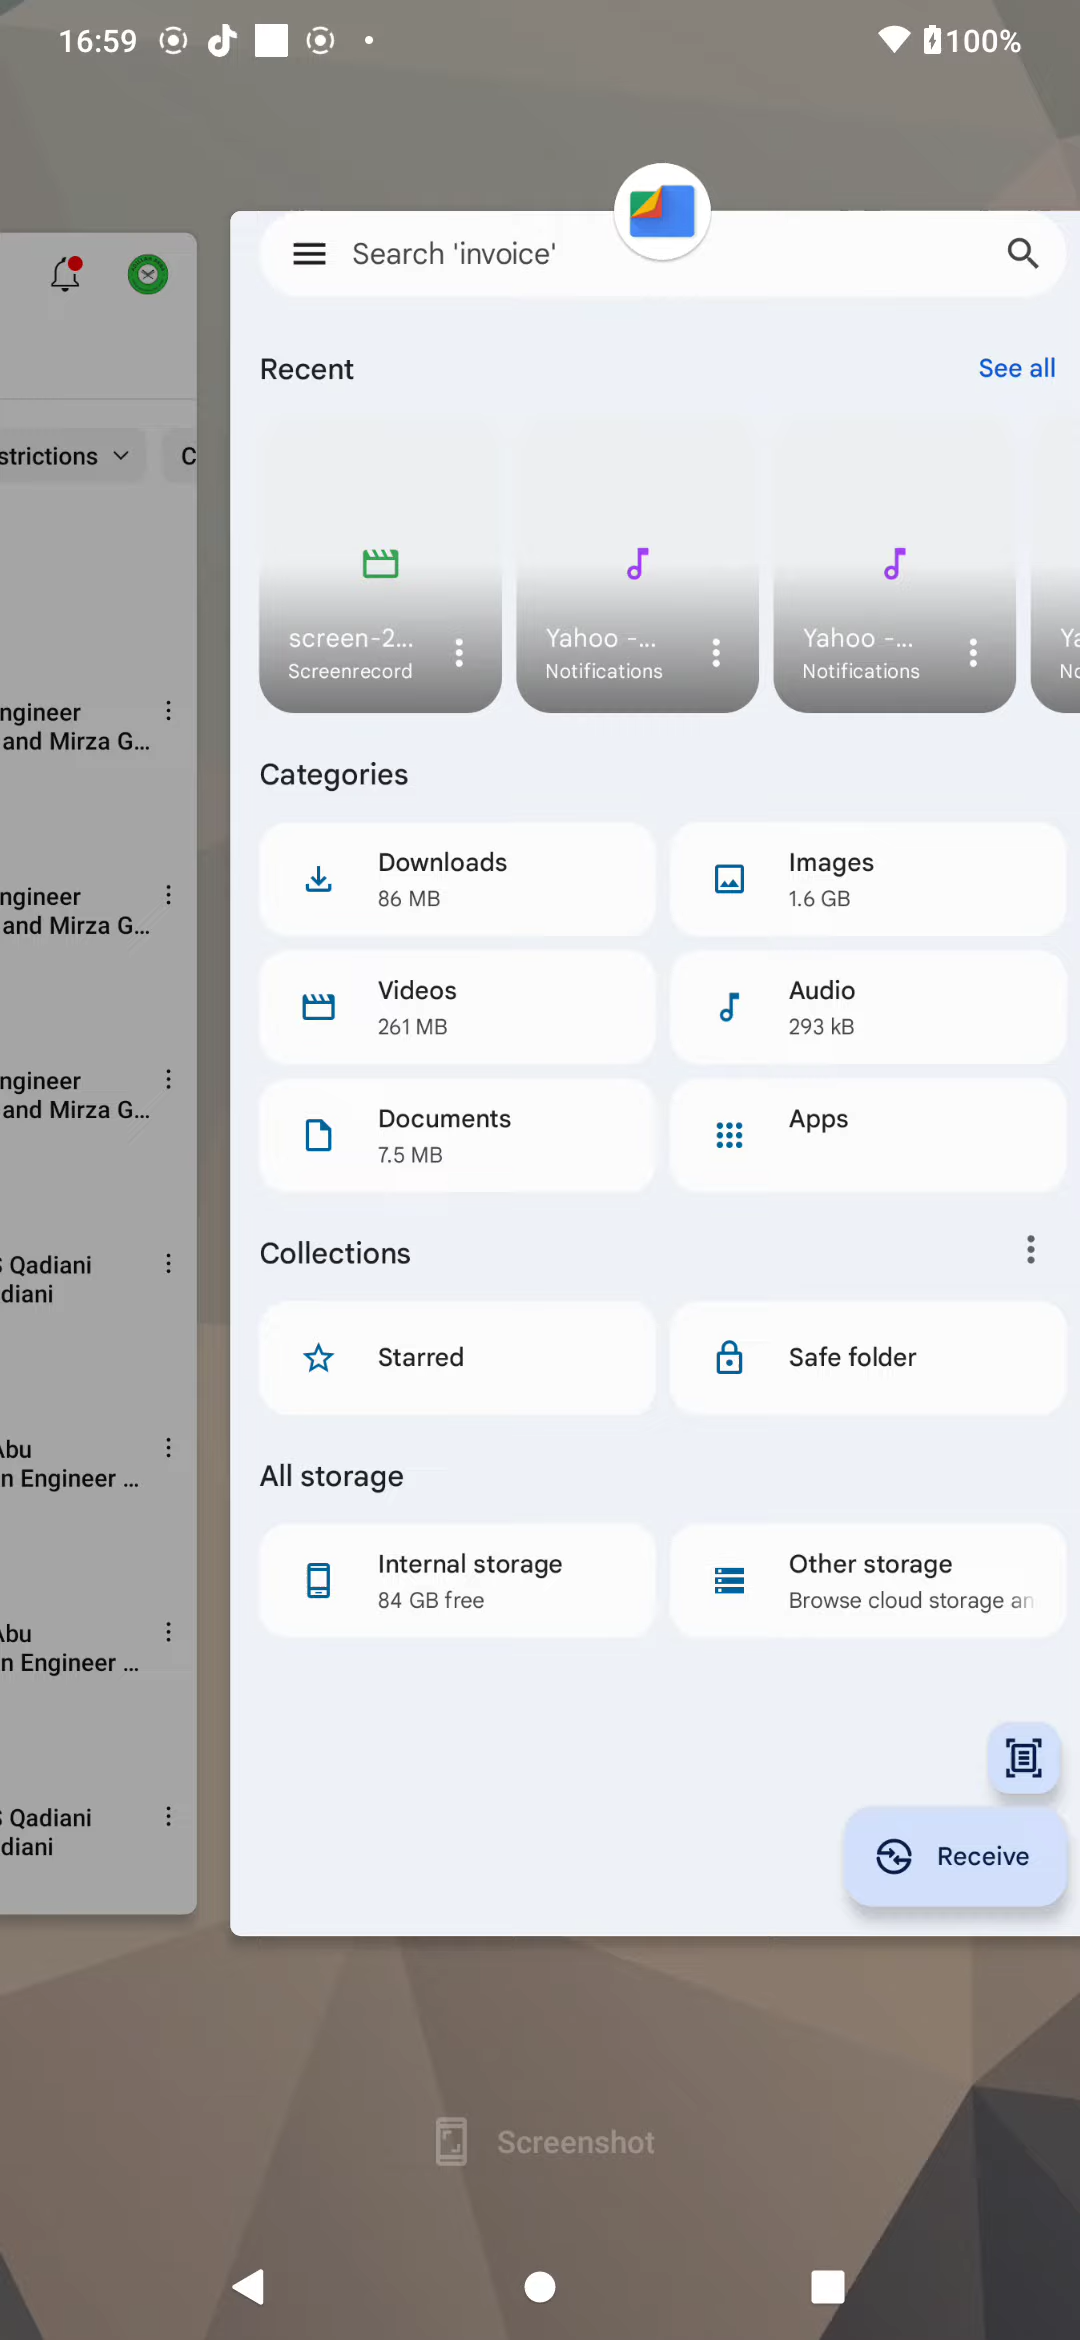 16:59
100%
Search 'invoice'
Recent
See all
screen-2...
Screenrecord
Yahoo -...
Notifications
Yahoo -...
Notifications
Categories
Downloads
86 MB
Images
1.6 GB
Videos
261 MB
Audio
293 kB
Documents
7.5 MB
Apps
Collections
Starred
Safe folder
All storage
Internal storage
84 GB free
Other storage
Browse cloud storage an
Receive
strictions
C
ngineer
and Mirza G...
ngineer
and Mirza G...
ngineer
and Mirza G...
S Qadiani
diani
Abu
n Engineer ...
Abu
n Engineer ...
S Qadiani
diani
Screenshot